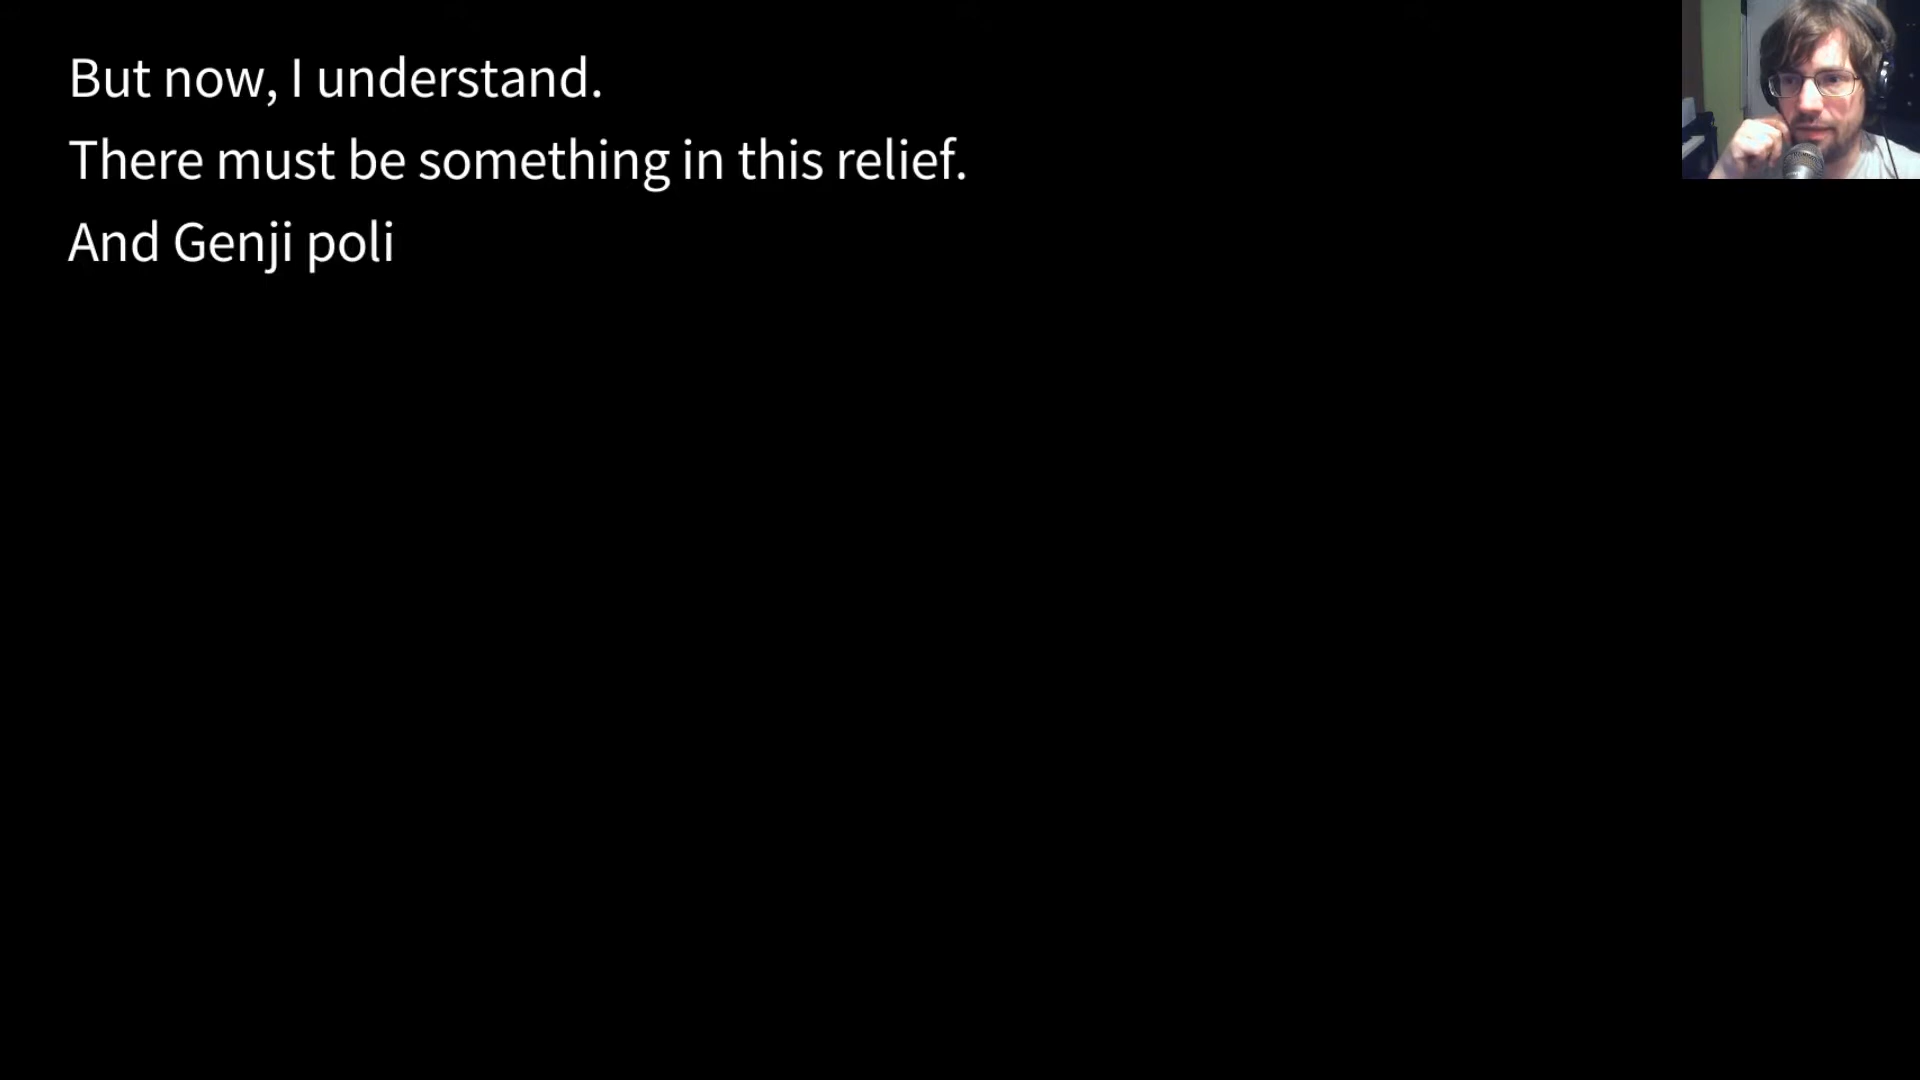 But now, I understand.
There must be something in this relief.
And Genji poli